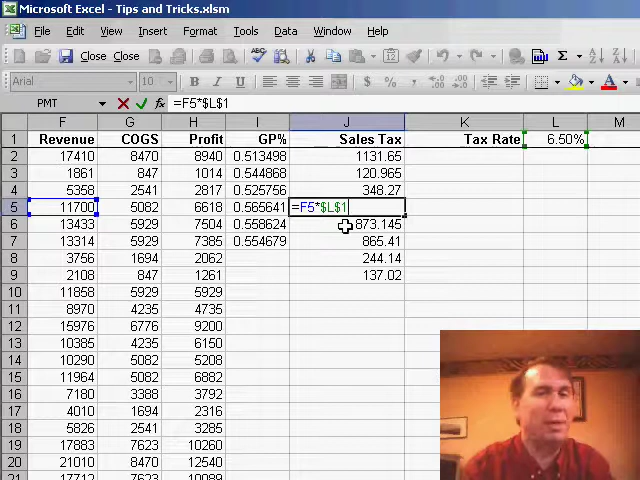 Microsoft Excel - Tips and Tricks.xlsm
File Edit View Insert Format Tools Data Window Help
Close Close
Arial 10 B I U
PMT =F5*$L$1
F G H I J K L M
1 Revenue COGS Profit GP% Sales Tax Tax Rate 6.50%
2 17410 8470 8940 0.513498 1131.65
3 1861 847 1014 0.544868 120.965
4 5358 2541 2817 0.525756 348.27
5 11700 5082 6618 0.565641 =F5*$L$1
6 13433 5929 7504 0.558624 873.145
7 13314 5929 7385 0.554679 865.41
8 3756 1694 2062 244.14
9 2108 847 1261 137.02
10 11858 5929 5929
11 8970 4235 4735
12 15976 6776 9200
13 10385 4235 6150
14 10290 5082 5208
15 11964 5082 6882
16 7180 3388 3792
17 4010 1694 2316
18 5826 2541 3285
19 17883 7623 10260
20 21010 8470 12540
21 17712 7623 10089